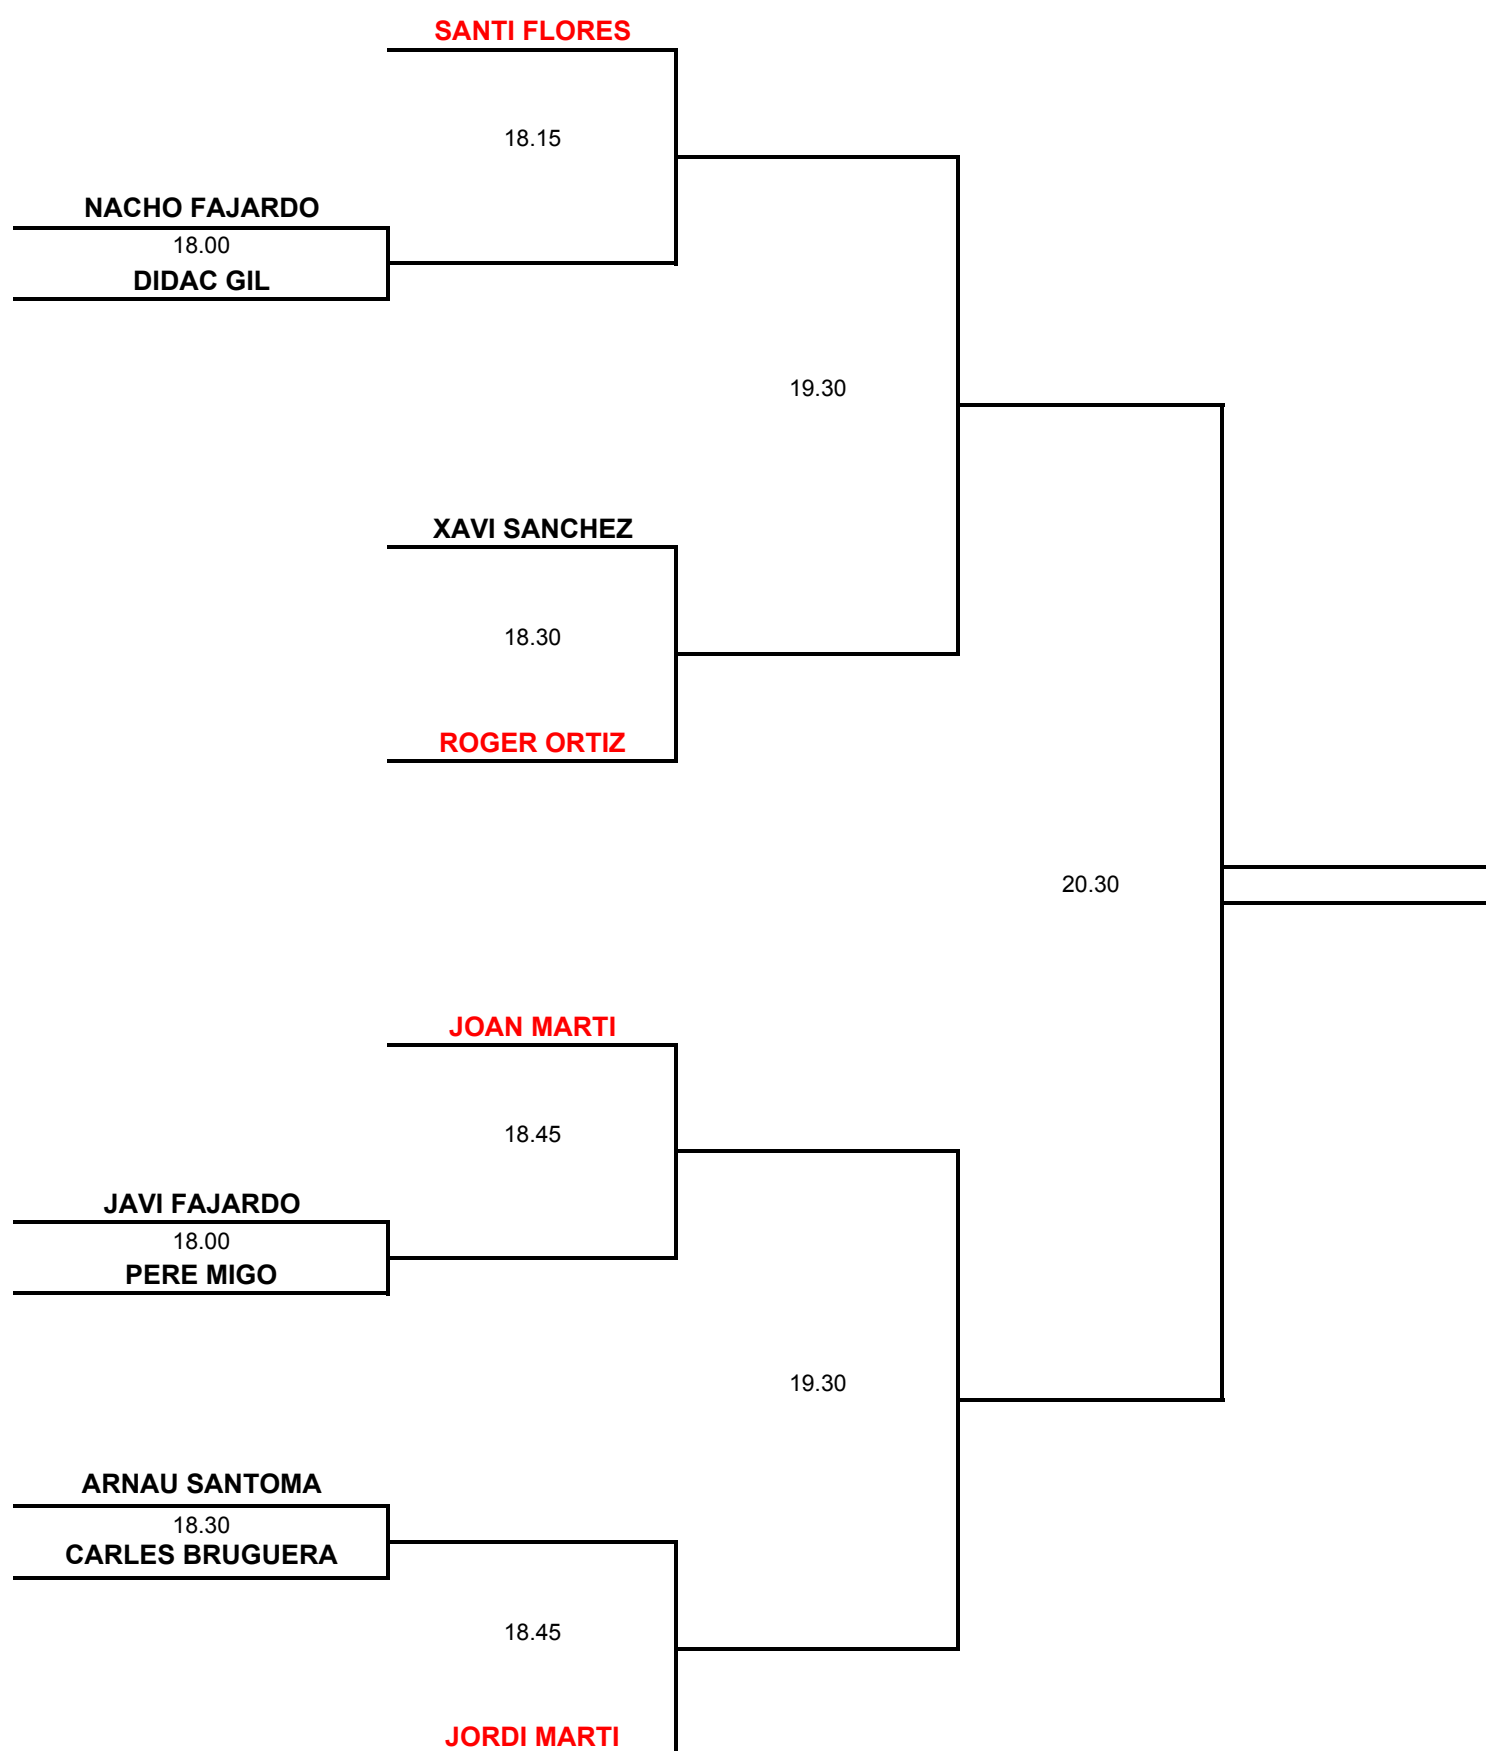 SANTI FLORES
18.15
NACHO FAJARDO
18.00
DIDAC GIL
19.30
XAVI SANCHEZ
18.30
ROGER ORTIZ
20.30
JOAN MARTI
18.45
JAVI FAJARDO
18.00
PERE MIGO
19.30
ARNAU SANTOMA
18.30
CARLES BRUGUERA
18.45
JORDI MARTI